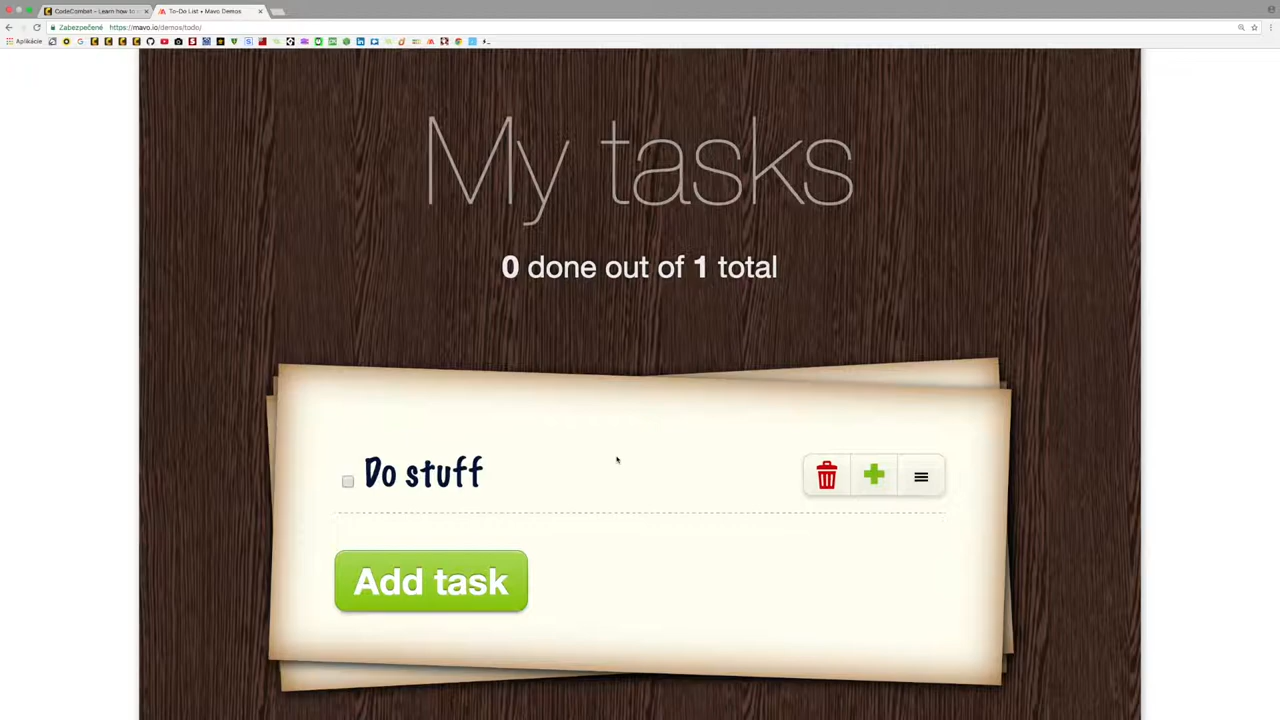 CodeCombat - Learn how to
To-Do List • Mavo Demos
Zabezpečené https://mavo.io/demos/todo/
Aplikácie
My tasks
0 done out of 1 total
Do stuff
Add task